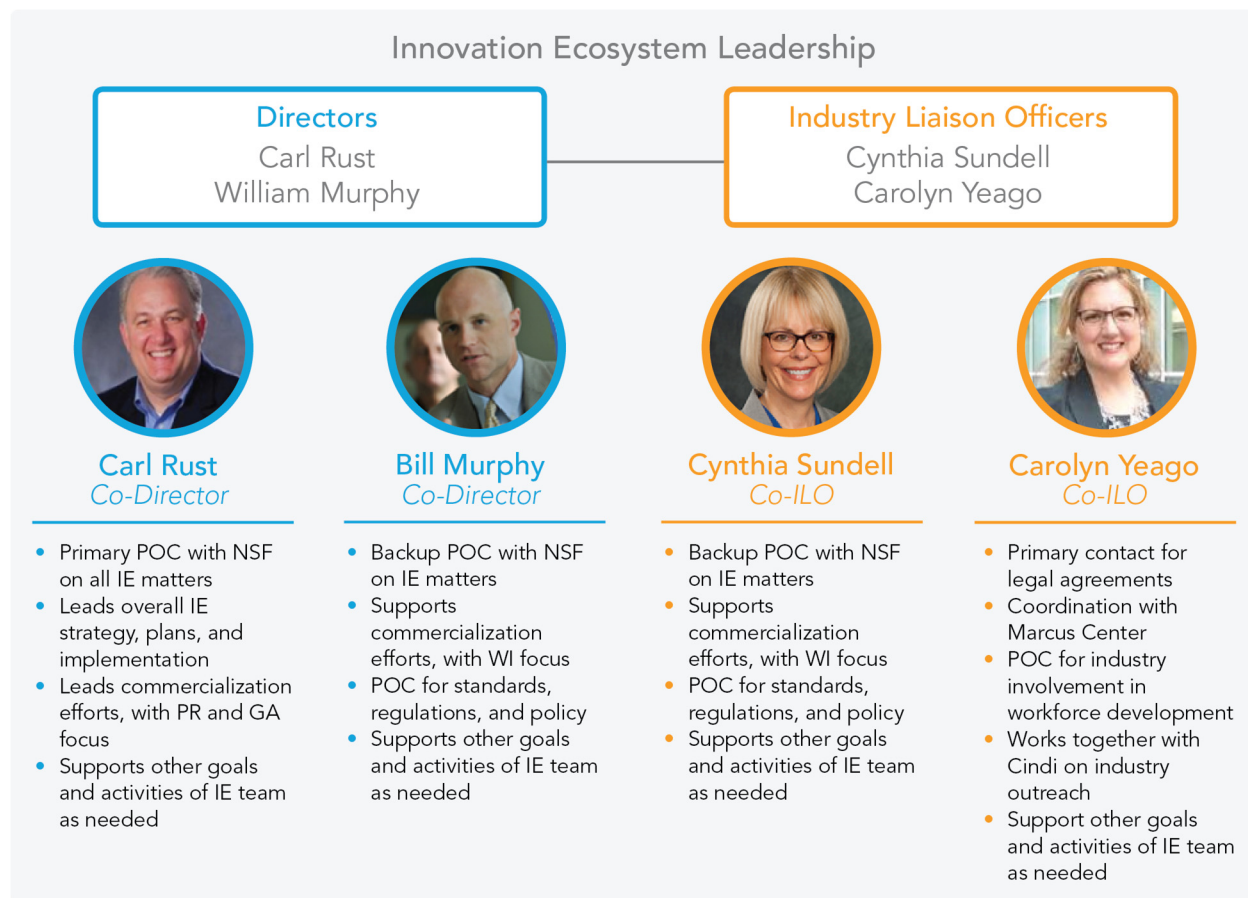 Innovation Ecosystem Leadership
Directors
Carl Rust
William Murphy
Industry Liaison Officers
Cynthia Sundell
Carolyn Yeago
Carl Rust
Co-Director
• Primary POC with NSF
on all IE matters
• Leads overall IE
strategy, plans, and
implementation
• Leads commercialization
efforts, with PR and GA
focus
• Supports other goals
and activities of IE team
as needed
Bill Murphy
Co-Director
• Backup POC with NSF
on IE matters
• Supports
commercialization
efforts, with WI focus
• POC for standards,
regulations, and policy
• Supports other goals
and activities of IE team
as needed
Cynthia Sundell
Co-ILO
• Backup POC with NSF
on IE matters
• Supports
commercialization
efforts, with WI focus
• POC for standards,
regulations, and policy
• Supports other goals
and activities of IE team
as needed
Carolyn Yeago
Co-ILO
• Primary contact for
legal agreements
• Coordination with
Marcus Center
• POC for industry
involvement in
workforce development
• Works together with
Cindi on industry
outreach
• Support other goals
and activities of IE team
as needed